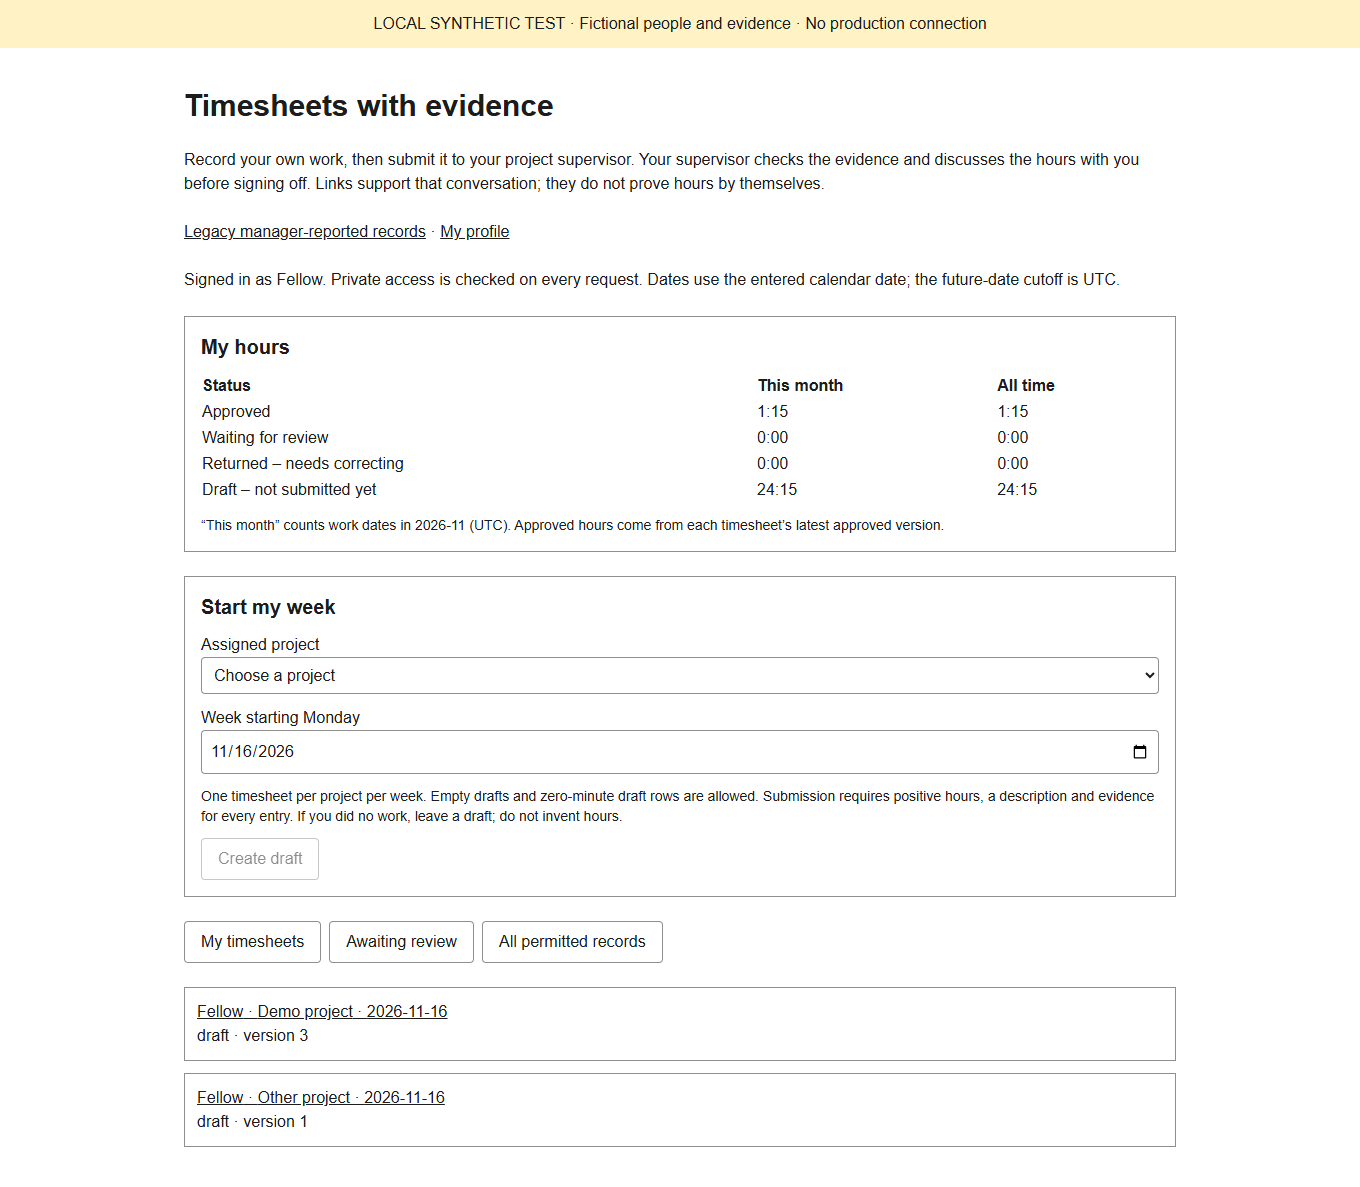 LOCAL SYNTHETIC TEST · Fictional people and evidence · No production connection
Timesheets with evidence
Record your own work, then submit it to your project supervisor. Your supervisor checks the evidence and discusses the hours with you
before signing off. Links support that conversation; they do not prove hours by themselves.
Legacy manager-reported records · My profile
Signed in as Fellow. Private access is checked on every request. Dates use the entered calendar date; the future-date cutoff is UTC.
My hours
Status This month All time
Approved 1:15 1:15
Waiting for review 0:00 0:00
Returned – needs correcting 0:00 0:00
Draft – not submitted yet 24:15 24:15
“This month” counts work dates in 2026-11 (UTC). Approved hours come from each timesheet’s latest approved version.
Start my week
Assigned project
Choose a project
Week starting Monday
11/16/2026
One timesheet per project per week. Empty drafts and zero-minute draft rows are allowed. Submission requires positive hours, a description and evidence
for every entry. If you did no work, leave a draft; do not invent hours.
Create draft
My timesheets Awaiting review All permitted records
Fellow · Demo project · 2026-11-16
draft · version 3
Fellow · Other project · 2026-11-16
draft · version 1